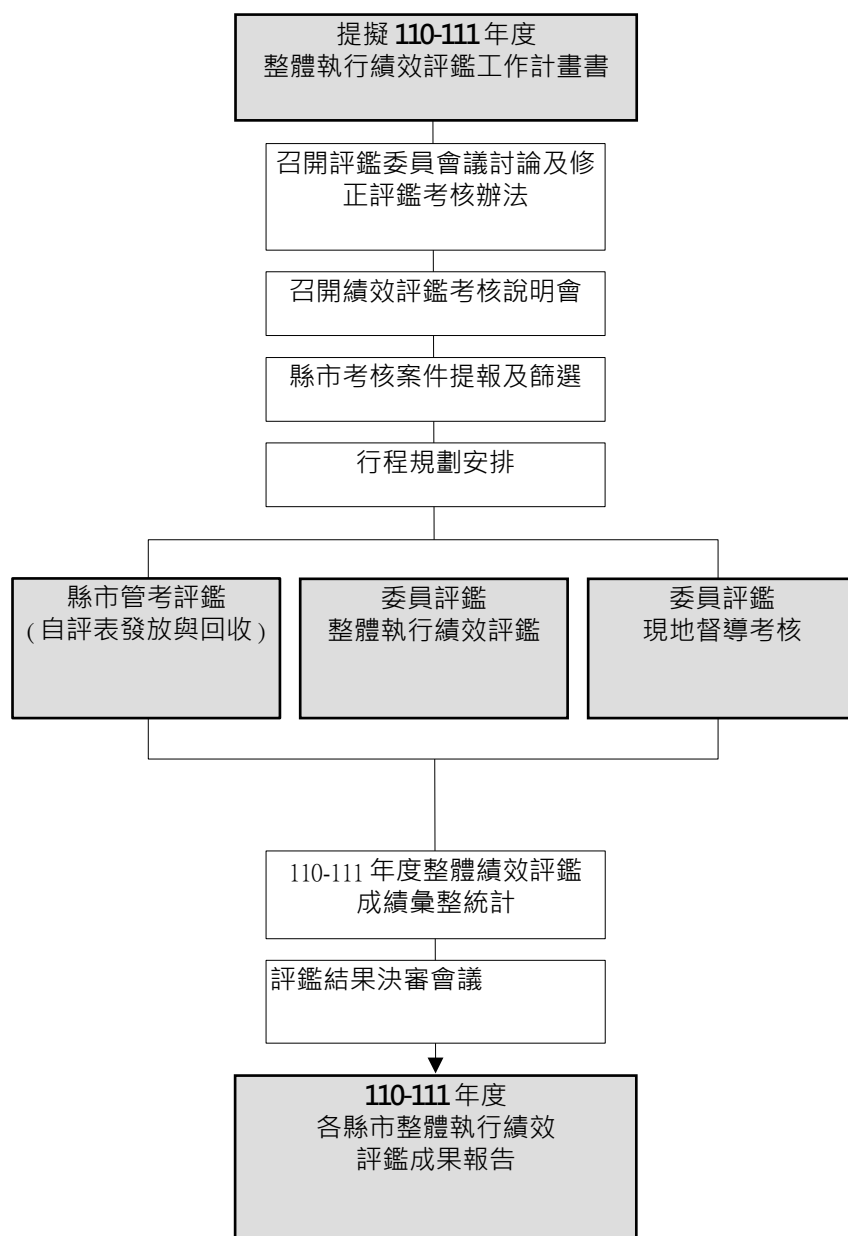 提擬 110-111 年度
整體執行績效評鑑工作計畫書
召開評鑑委員會議討論及修
正評鑑考核辦法
召開績效評鑑考核說明會
縣市考核案件提報及篩選
行程規劃安排
縣市管考評鑑
(自評表發放與回收)
委員評鑑
整體執行績效評鑑
委員評鑑
現地督導考核
110-111 年度整體績效評鑑
成績彙整統計
評鑑結果決審會議
110-111 年度
各縣市整體執行績效
評鑑成果報告